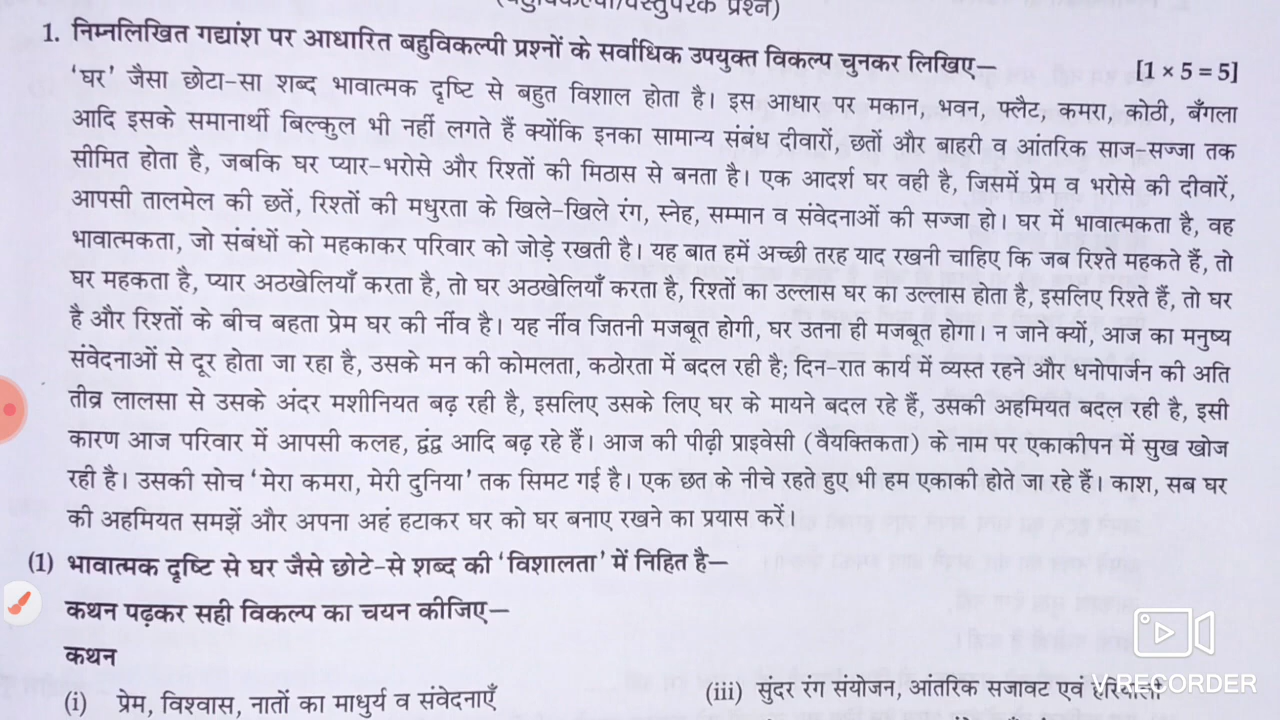 (बहुविकल्पी/वस्तुपरक प्रश्न)
1. निम्नलिखित गद्यांश पर आधारित बहुविकल्पी प्रश्नों के सर्वाधिक उपयुक्त विकल्प चुनकर लिखिए— [1 × 5 = 5]
'घर' जैसा छोटा-सा शब्द भावात्मक दृष्टि से बहुत विशाल होता है। इस आधार पर मकान, भवन, फ्लैट, कमरा, कोठी, बँगला
आदि इसके समानार्थी बिल्कुल भी नहीं लगते हैं क्योंकि इनका सामान्य संबंध दीवारों, छतों और बाहरी व आंतरिक साज-सज्जा तक
सीमित होता है, जबकि घर प्यार-भरोसे और रिश्तों की मिठास से बनता है। एक आदर्श घर वही है, जिसमें प्रेम व भरोसे की दीवारें,
आपसी तालमेल की छतें, रिश्तों की मधुरता के खिले-खिले रंग, स्नेह, सम्मान व संवेदनाओं की सज्जा हो। घर में भावात्मकता है, वह
भावात्मकता, जो संबंधों को महकाकर परिवार को जोड़े रखती है। यह बात हमें अच्छी तरह याद रखनी चाहिए कि जब रिश्ते महकते हैं, तो
घर महकता है, प्यार अठखेलियाँ करता है, तो घर अठखेलियाँ करता है, रिश्तों का उल्लास घर का उल्लास होता है, इसलिए रिश्ते हैं, तो घर
है और रिश्तों के बीच बहता प्रेम घर की नींव है। यह नींव जितनी मजबूत होगी, घर उतना ही मजबूत होगा। न जाने क्यों, आज का मनुष्य
संवेदनाओं से दूर होता जा रहा है, उसके मन की कोमलता, कठोरता में बदल रही है; दिन-रात कार्य में व्यस्त रहने और धनोपार्जन की अति
तीव्र लालसा से उसके अंदर मशीनियत बढ़ रही है, इसलिए उसके लिए घर के मायने बदल रहे हैं, उसकी अहमियत बदल रही है, इसी
कारण आज परिवार में आपसी कलह, द्वंद्व आदि बढ़ रहे हैं। आज की पीढ़ी प्राइवेसी (वैयक्तिकता) के नाम पर एकाकीपन में सुख खोज
रही है। उसकी सोच 'मेरा कमरा, मेरी दुनिया' तक सिमट गई है। एक छत के नीचे रहते हुए भी हम एकाकी होते जा रहे हैं। काश, सब घर
की अहमियत समझें और अपना अहं हटाकर घर को घर बनाए रखने का प्रयास करें।
(1) भावात्मक दृष्टि से घर जैसे छोटे-से शब्द की 'विशालता' में निहित है—
कथन पढ़कर सही विकल्प का चयन कीजिए—
कथन
(i) प्रेम, विश्वास, नातों का माधुर्य व संवेदनाएँ
(iii) सुंदर रंग संयोजन, आंतरिक सजावट एवं हरियाली
VRECORDER